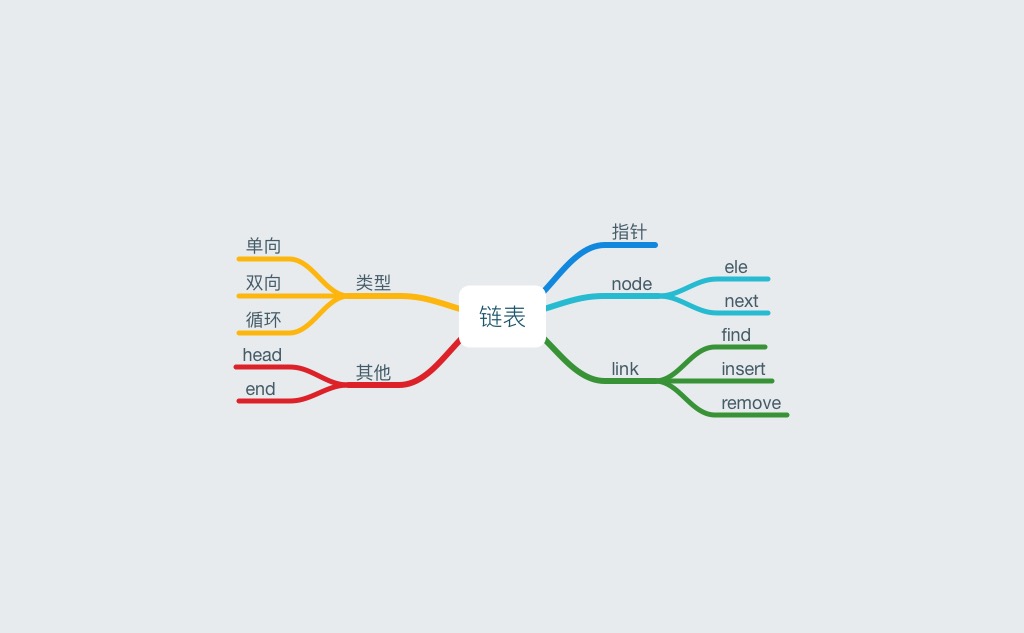 链表
指针
node
ele
next
link
find
insert
remove
类型
单向
双向
循环
其他
head
end